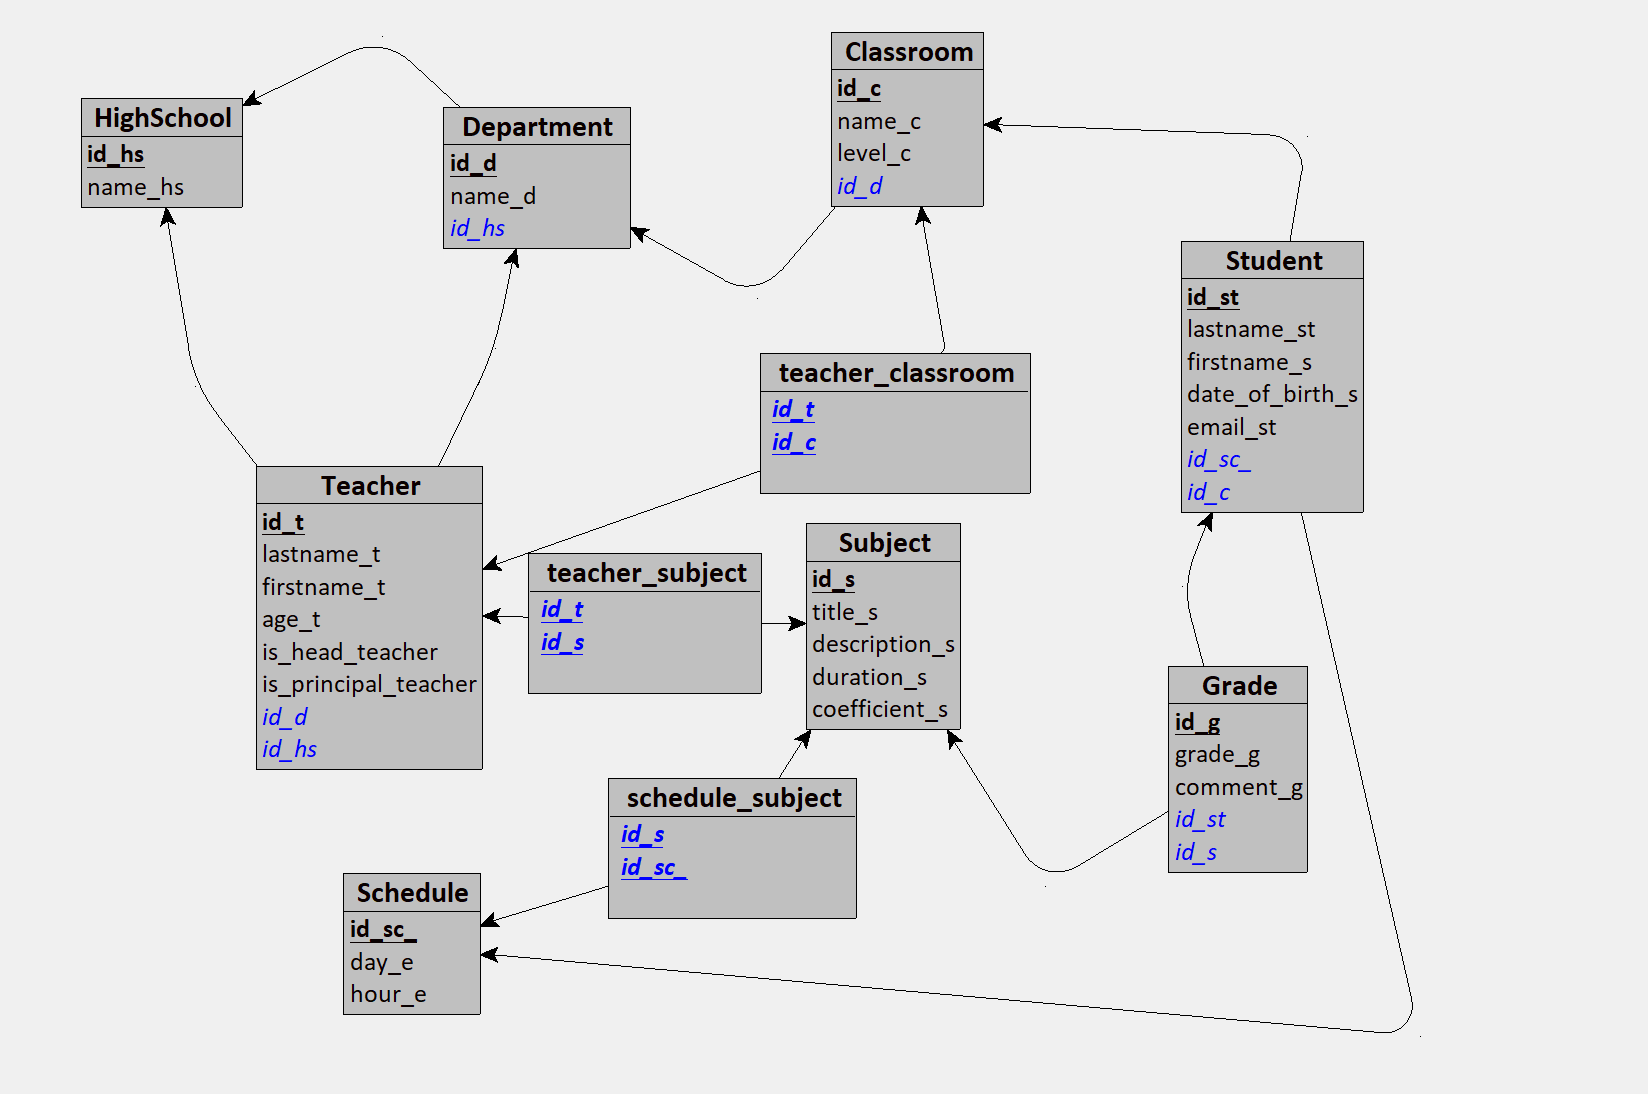 HighSchool
id_hs
name_hs
Department
id_d
name_d
id_hs
Classroom
id_c
name_c
level_c
id_d
Student
id_st
lastname_st
firstname_s
date_of_birth_s
email_st
id_sc_
id_c
teacher_classroom
id_t
id_c
Teacher
id_t
lastname_t
firstname_t
age_t
is_head_teacher
is_principal_teacher
id_d
id_hs
teacher_subject
id_t
id_s
Subject
id_s
title_s
description_s
duration_s
coefficient_s
Grade
id_g
grade_g
comment_g
id_st
id_s
schedule_subject
id_s
id_sc_
Schedule
id_sc_
day_e
hour_e